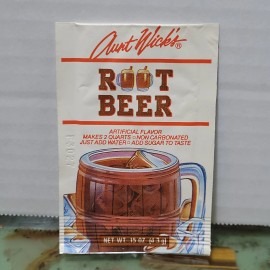 Aunt Wick's®
ROOT
BEER
ARTIFICIAL FLAVOR
MAKES 2 QUARTS - NON CARBONATED
JUST ADD WATER - ADD SUGAR TO TASTE
NET WT. .15 OZ. (4.3 g)